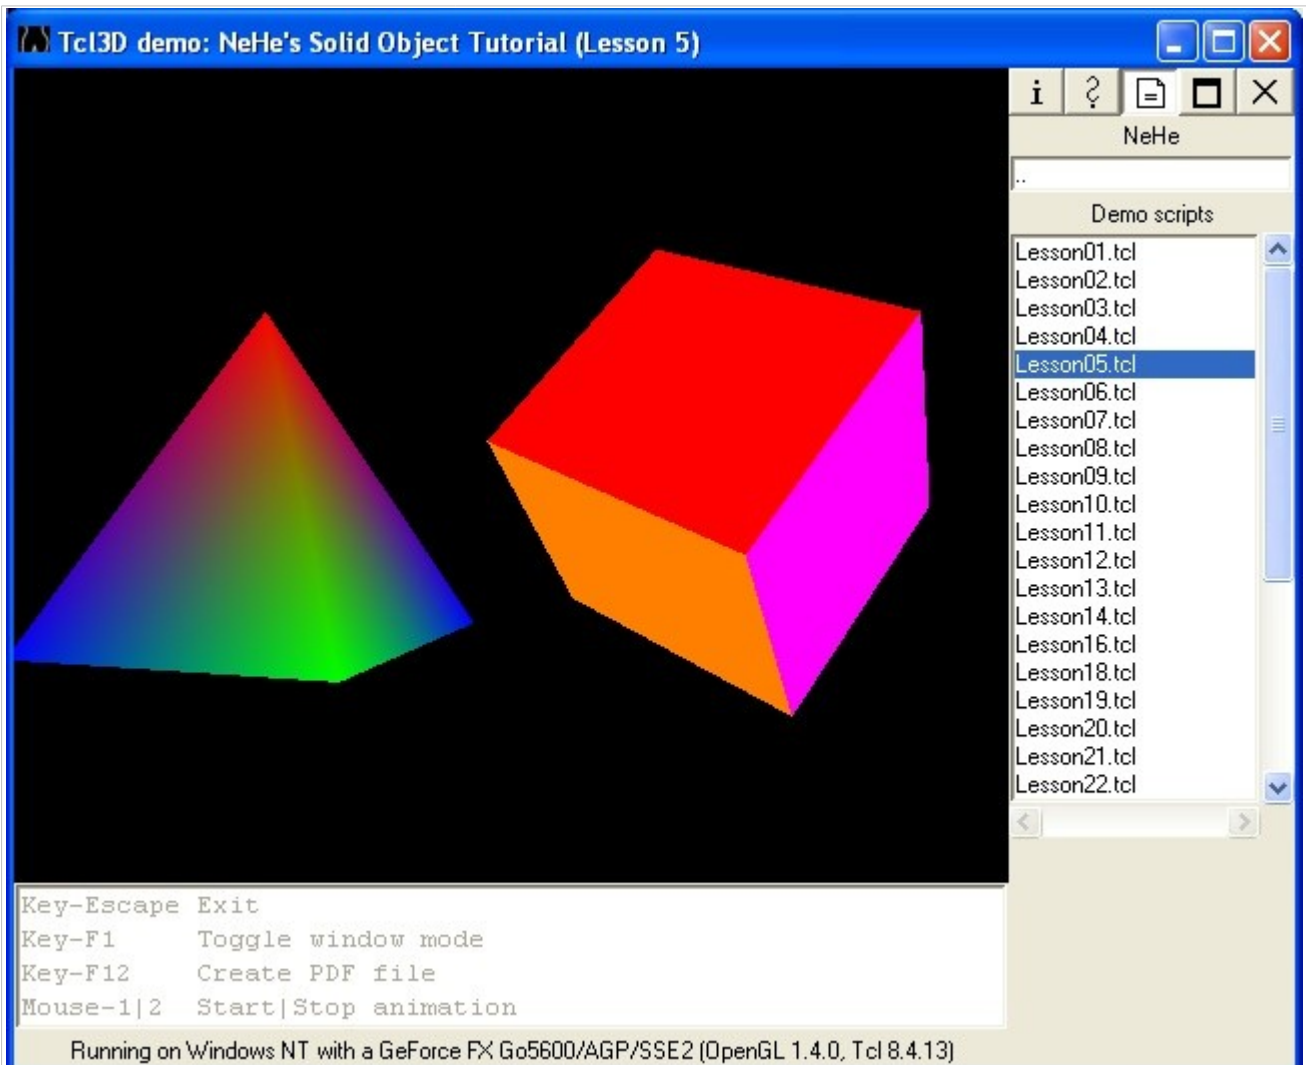 Tcl3D demo: NeHe's Solid Object Tutorial (Lesson 5)
i ?
NeHe
..
Demo scripts
Lesson01.tcl
Lesson02.tcl
Lesson03.tcl
Lesson04.tcl
Lesson05.tcl
Lesson06.tcl
Lesson07.tcl
Lesson08.tcl
Lesson09.tcl
Lesson10.tcl
Lesson11.tcl
Lesson12.tcl
Lesson13.tcl
Lesson14.tcl
Lesson16.tcl
Lesson18.tcl
Lesson19.tcl
Lesson20.tcl
Lesson21.tcl
Lesson22.tcl
Key-Escape Exit
Key-F1 Toggle window mode
Key-F12 Create PDF file
Mouse-1|2 Start|Stop animation
Running on Windows NT with a GeForce FX Go5600/AGP/SSE2 (OpenGL 1.4.0, Tcl 8.4.13)